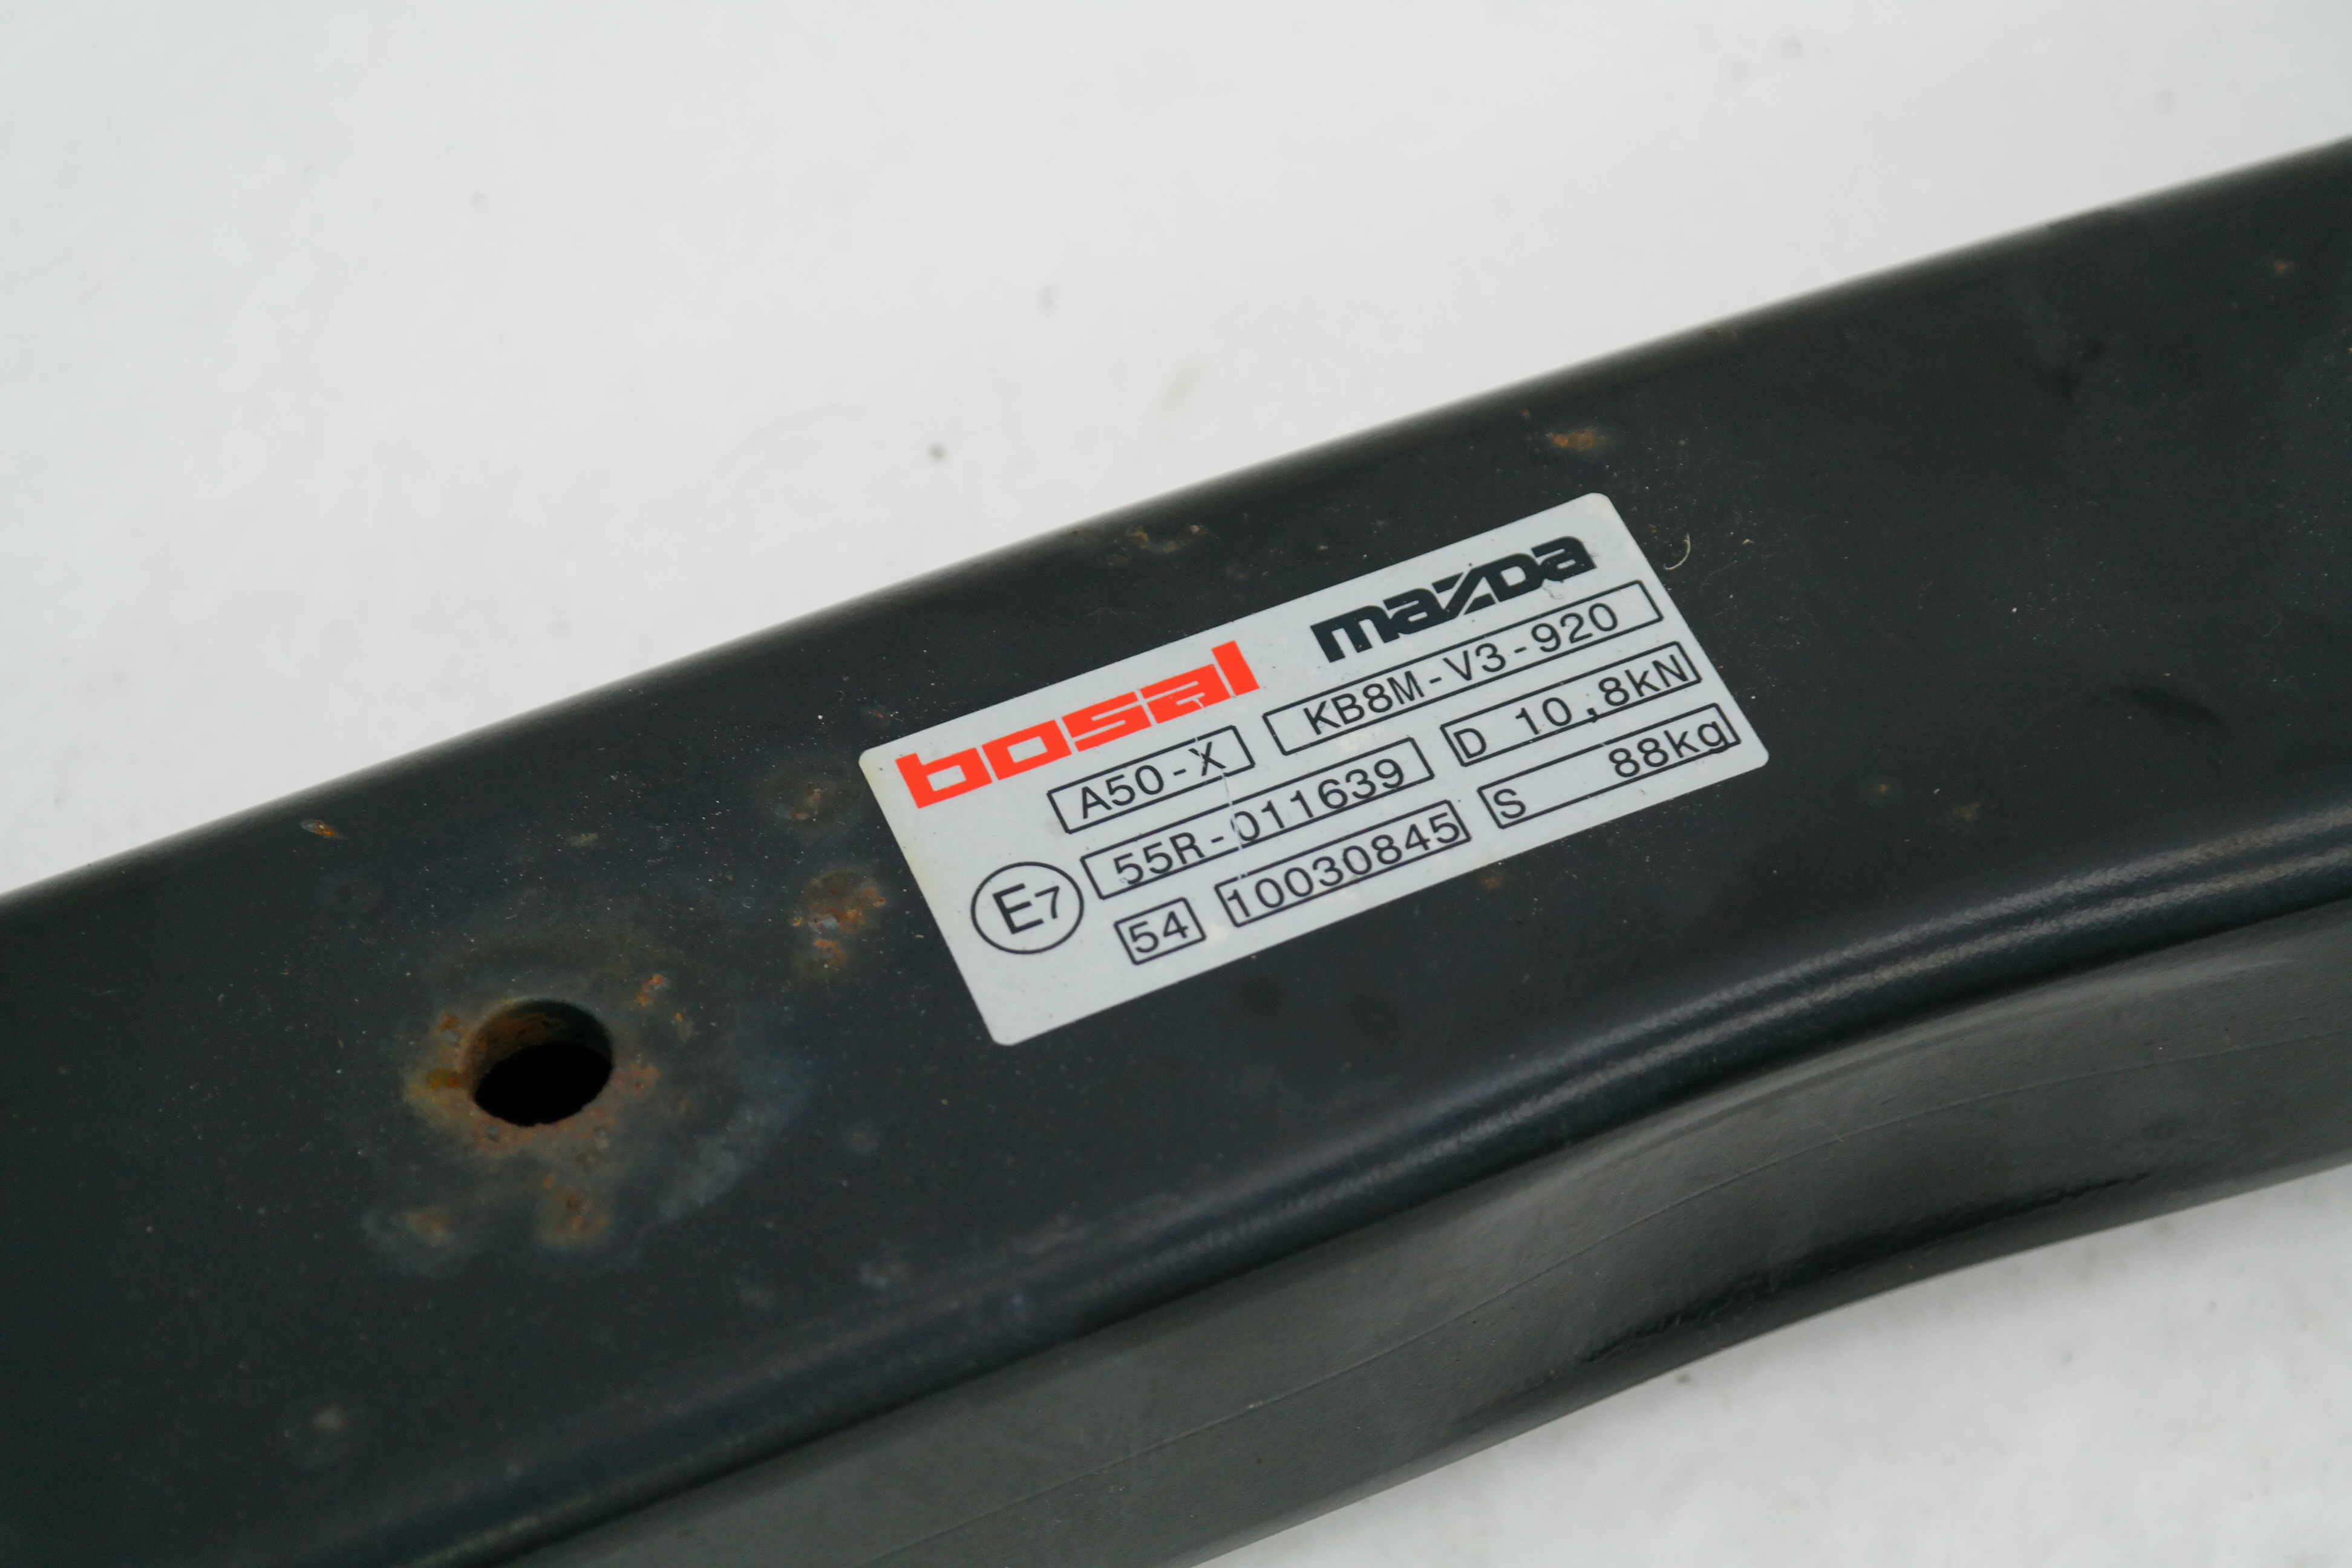 bosal mazda
A50-X KB8M-V3-920
E7 55R-011639 D 10,8kN
54 10030845 S 88kg